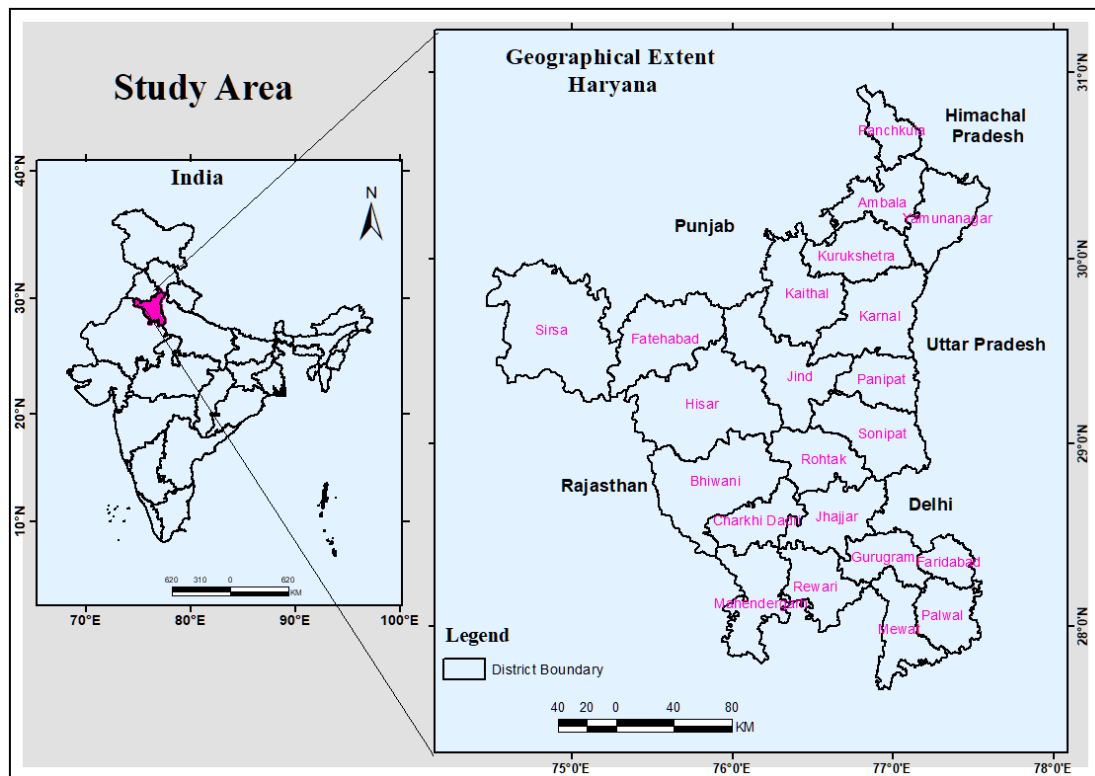 Study Area
India
N
40°N
30°N
20°N
10°N
70°E
80°E
90°E
100°E
620 310 0 620
KM
Geographical Extent
Haryana
Himachal
Pradesh
Punjab
Uttar Pradesh
Rajasthan
Delhi
Panchkula
Ambala
Yamunanagar
Kurukshetra
Kaithal
Karnal
Sirsa
Fatehabad
Jind
Panipat
Hisar
Sonipat
Rohtak
Bhiwani
Charkhi Dadri
Jhajjar
Gurugram
Faridabad
Rewari
Mahendergarh
Mewat
Palwal
Legend
District Boundary
40 20 0 40 80
KM
31°0'N
30°0'N
29°0'N
28°0'N
75°0'E
76°0'E
77°0'E
78°0'E